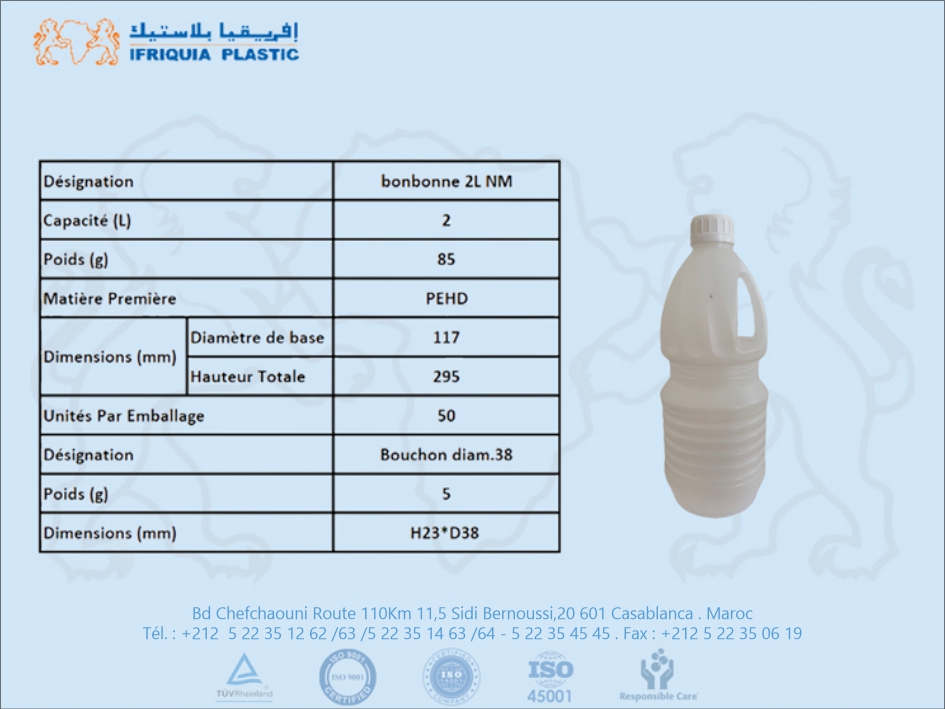 إفريقيا بلاستيك
IFRIQUIA PLASTIC
Désignation bonbonne 2L NM
Capacité (L) 2
Poids (g) 85
Matière Première PEHD
Dimensions (mm) Diamètre de base 117
Hauteur Totale 295
Unités Par Emballage 50
Désignation Bouchon diam.38
Poids (g) 5
Dimensions (mm) H23*D38
Bd Chefchaouni Route 110Km 11,5 Sidi Bernoussi,20 601 Casablanca . Maroc
Tél. : +212 5 22 35 12 62 /63 /5 22 35 14 63 /64 - 5 22 35 45 45 . Fax : +212 5 22 35 06 19
TÜVRheinland
ISO 9001
ISO 9001
CERTIFIED
CERTIFIED
ISO
COMPANY
ISO
45001
Responsible Care